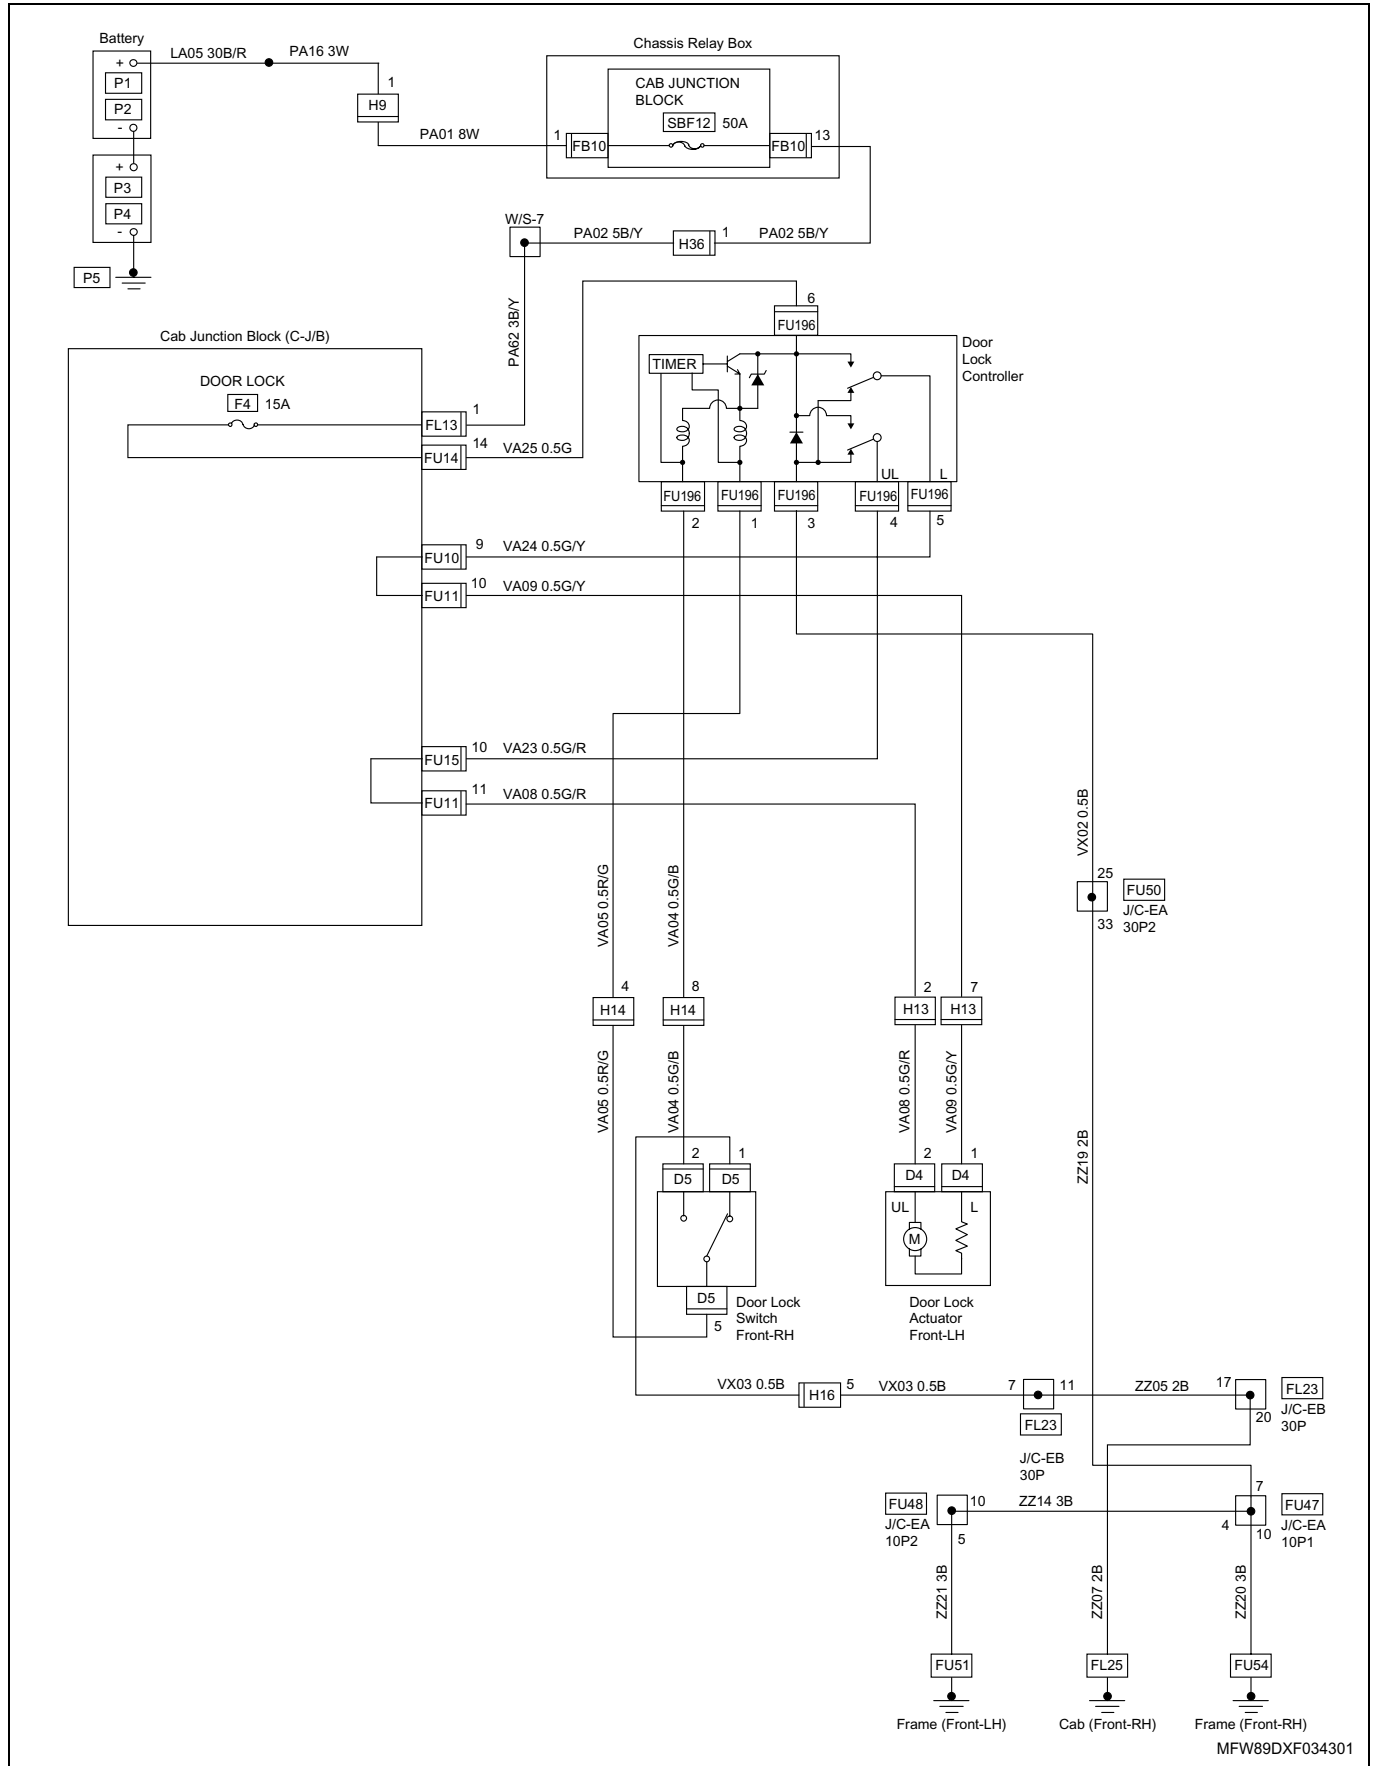 Battery
LA05 30B/R
PA16 3W
Chassis Relay Box
+
P1
P2
-
1
H9
CAB JUNCTION
BLOCK
SBF12 50A
PA01 8W
1
FB10
FB10
13
+
P3
P4
-
P5
W/S-7
PA02 5B/Y
H36
1
PA02 5B/Y
PA62 3B/Y
6
FU196
Cab Junction Block (C-J/B)
Door
Lock
Controller
TIMER
DOOR LOCK
F4 15A
FL13
1
FU14
14
VA25 0.5G
UL
L
FU196
FU196
FU196
FU196
FU196
2
1
3
4
5
FU10
9
VA24 0.5G/Y
FU11
10
VA09 0.5G/Y
FU15
10
VA23 0.5G/R
FU11
11
VA08 0.5G/R
VX02 0.5B
VA05 0.5R/G
VA04 0.5G/B
25
FU50
J/C-EA
30P2
33
4
H14
8
H14
2
H13
7
H13
VA05 0.5R/G
VA04 0.5G/B
VA08 0.5G/R
VA09 0.5G/Y
ZZ19 2B
2
D5
1
D5
2
D4
1
D4
UL
L
M
D5
5
Door Lock
Switch
Front-RH
Door Lock
Actuator
Front-LH
VX03 0.5B
H16
5
VX03 0.5B
7
11
FL23
J/C-EB
30P
ZZ05 2B
17
20
FL23
J/C-EB
30P
FU48
J/C-EA
10P2
10
5
ZZ14 3B
7
4
10
FU47
J/C-EA
10P1
ZZ21 3B
ZZ07 2B
ZZ20 3B
FU51
FL25
FU54
Frame (Front-LH)
Cab (Front-RH)
Frame (Front-RH)
MFW89DXF034301